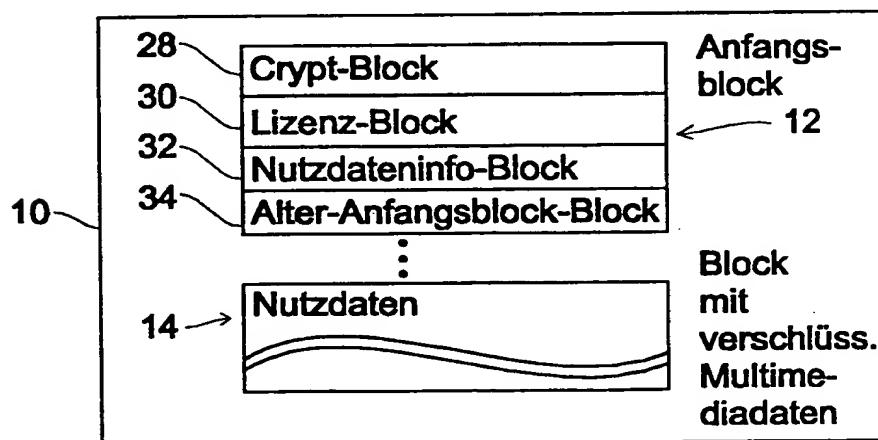 28
Crypt-Block
Anfangs-
block
30
Lizenz-Block
12
32
Nutzdateninfo-Block
34
Alter-Anfangsblock-Block
10
Nutzdaten
14
Block
mit
verschlüss.
Multime-
diadaten